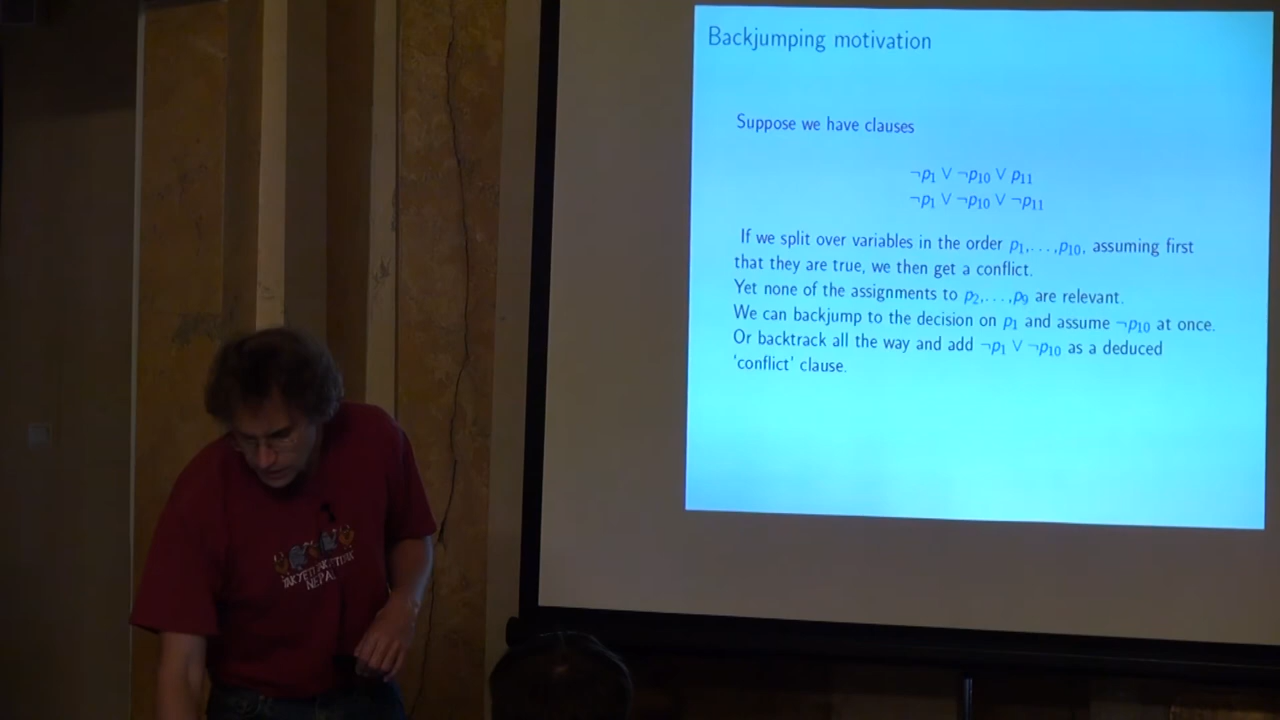 Backjumping motivation
Suppose we have clauses
¬p₁ ∨ ¬p₁₀ ∨ p₁₁
¬p₁ ∨ ¬p₁₀ ∨ ¬p₁₁
If we split over variables in the order p₁,...,p₁₀, assuming first
that they are true, we then get a conflict.
Yet none of the assignments to p₂,...,p₉ are relevant.
We can backjump to the decision on p₁ and assume ¬p₁₀ at once.
Or backtrack all the way and add ¬p₁ ∨ ¬p₁₀ as a deduced
'conflict' clause.
NEPAL